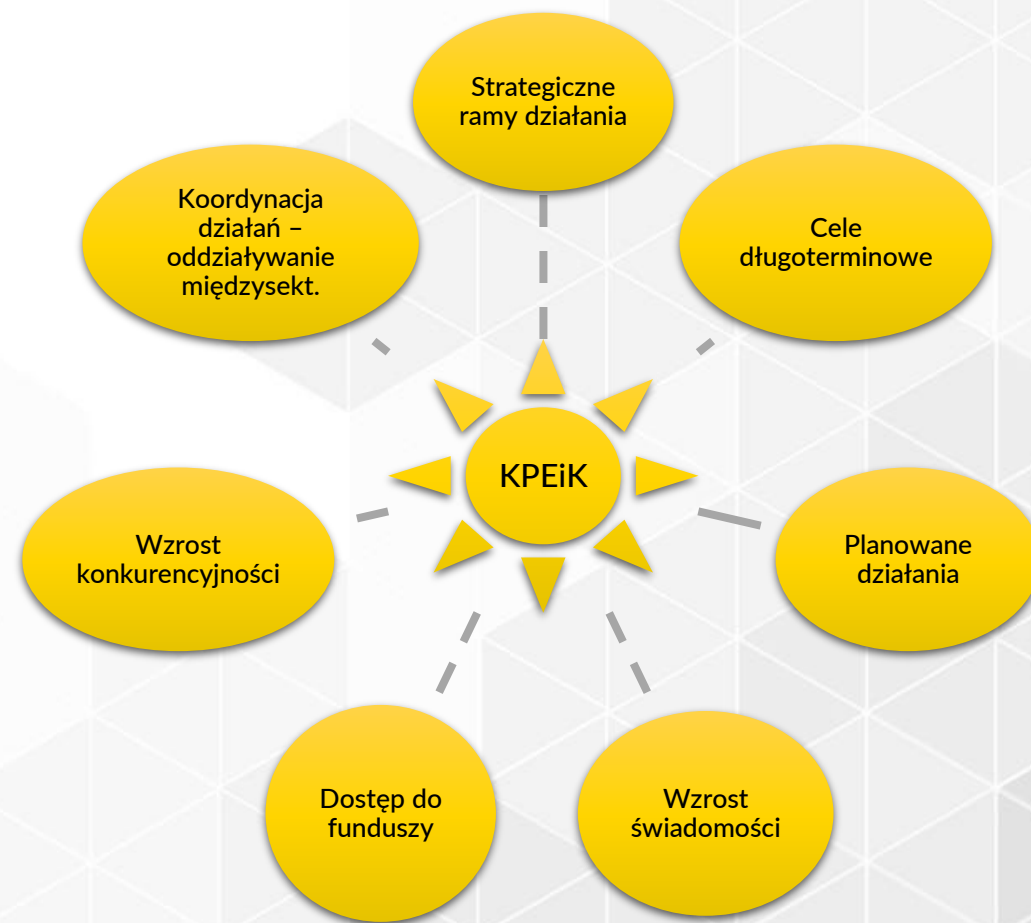 Strategiczne
ramy działania
Koordynacja
działań –
oddziaływanie
międzysekt.
Cele
długoterminowe
KPEiK
Wzrost
konkurencyjności
Planowane
działania
Dostęp do
funduszy
Wzrost
świadomości